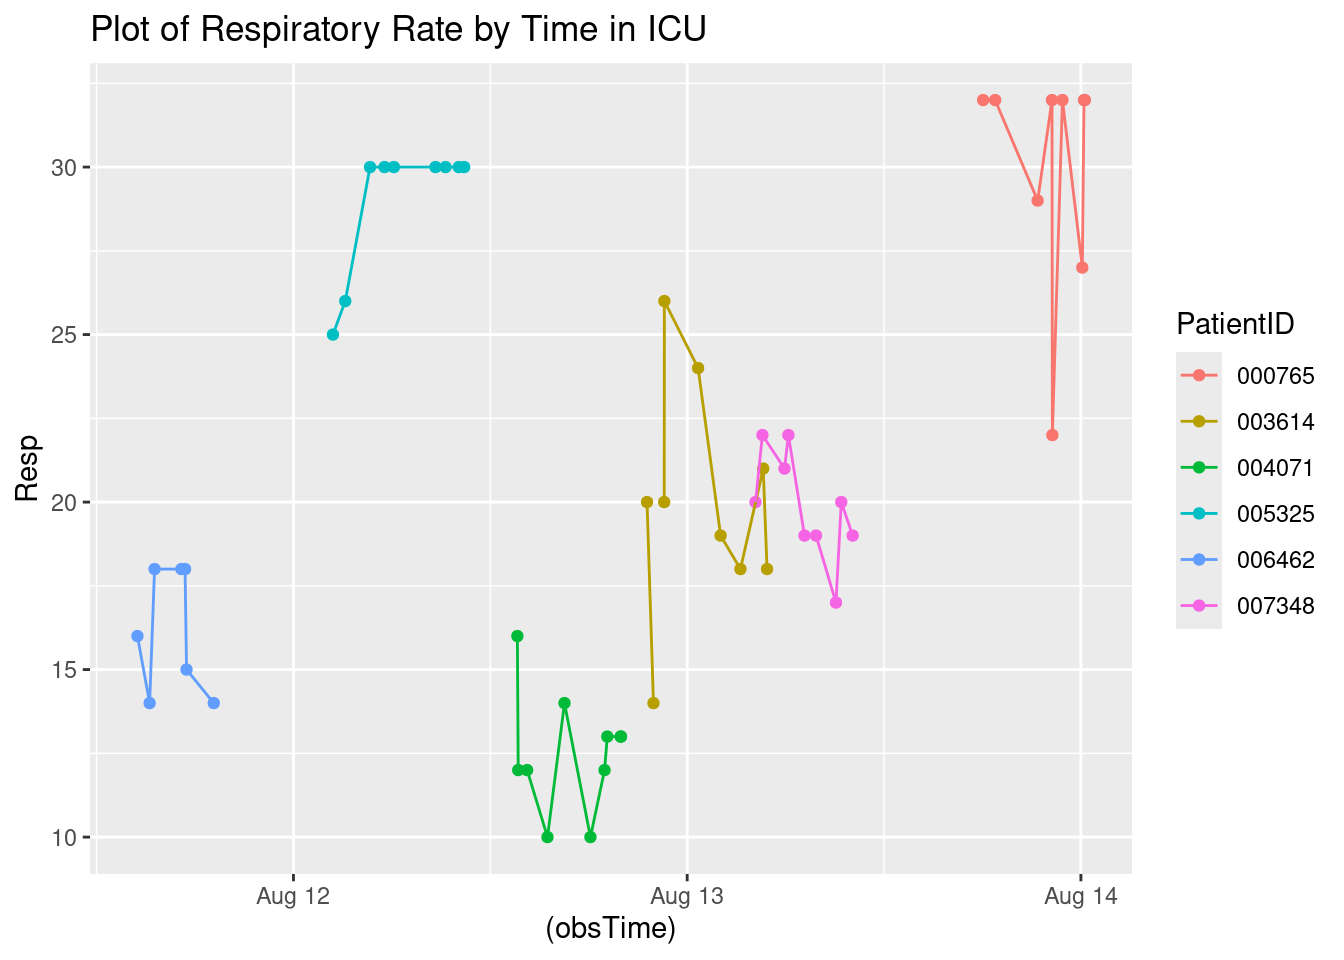 Plot of Respiratory Rate by Time in ICU
Resp
30
25
20
15
10
Aug 12
Aug 13
Aug 14
(obsTime)
PatientID
000765
003614
004071
005325
006462
007348